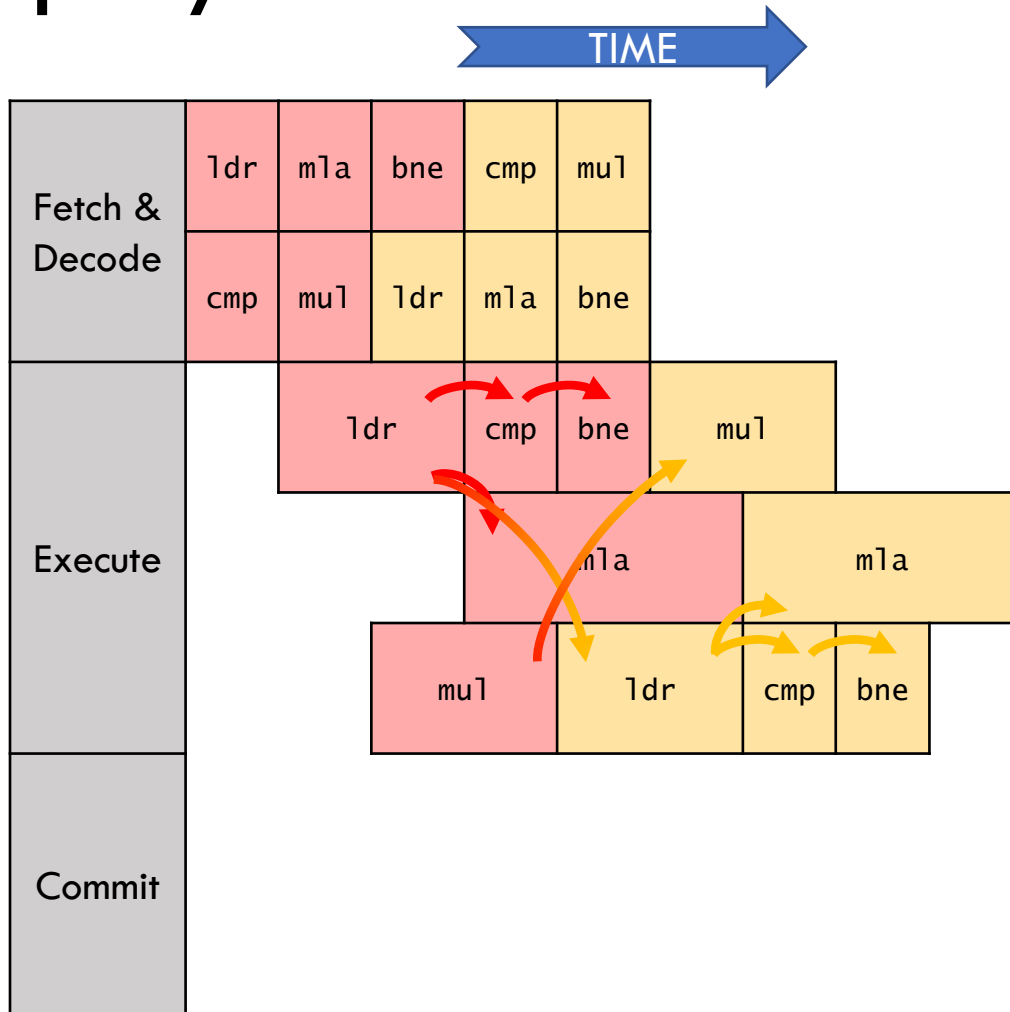 TIME
Fetch &
Decode
ldr mla bne cmp mul
cmp mul ldr mla bne
Execute
ldr cmp bne mul
mla mla
mul ldr cmp bne
Commit